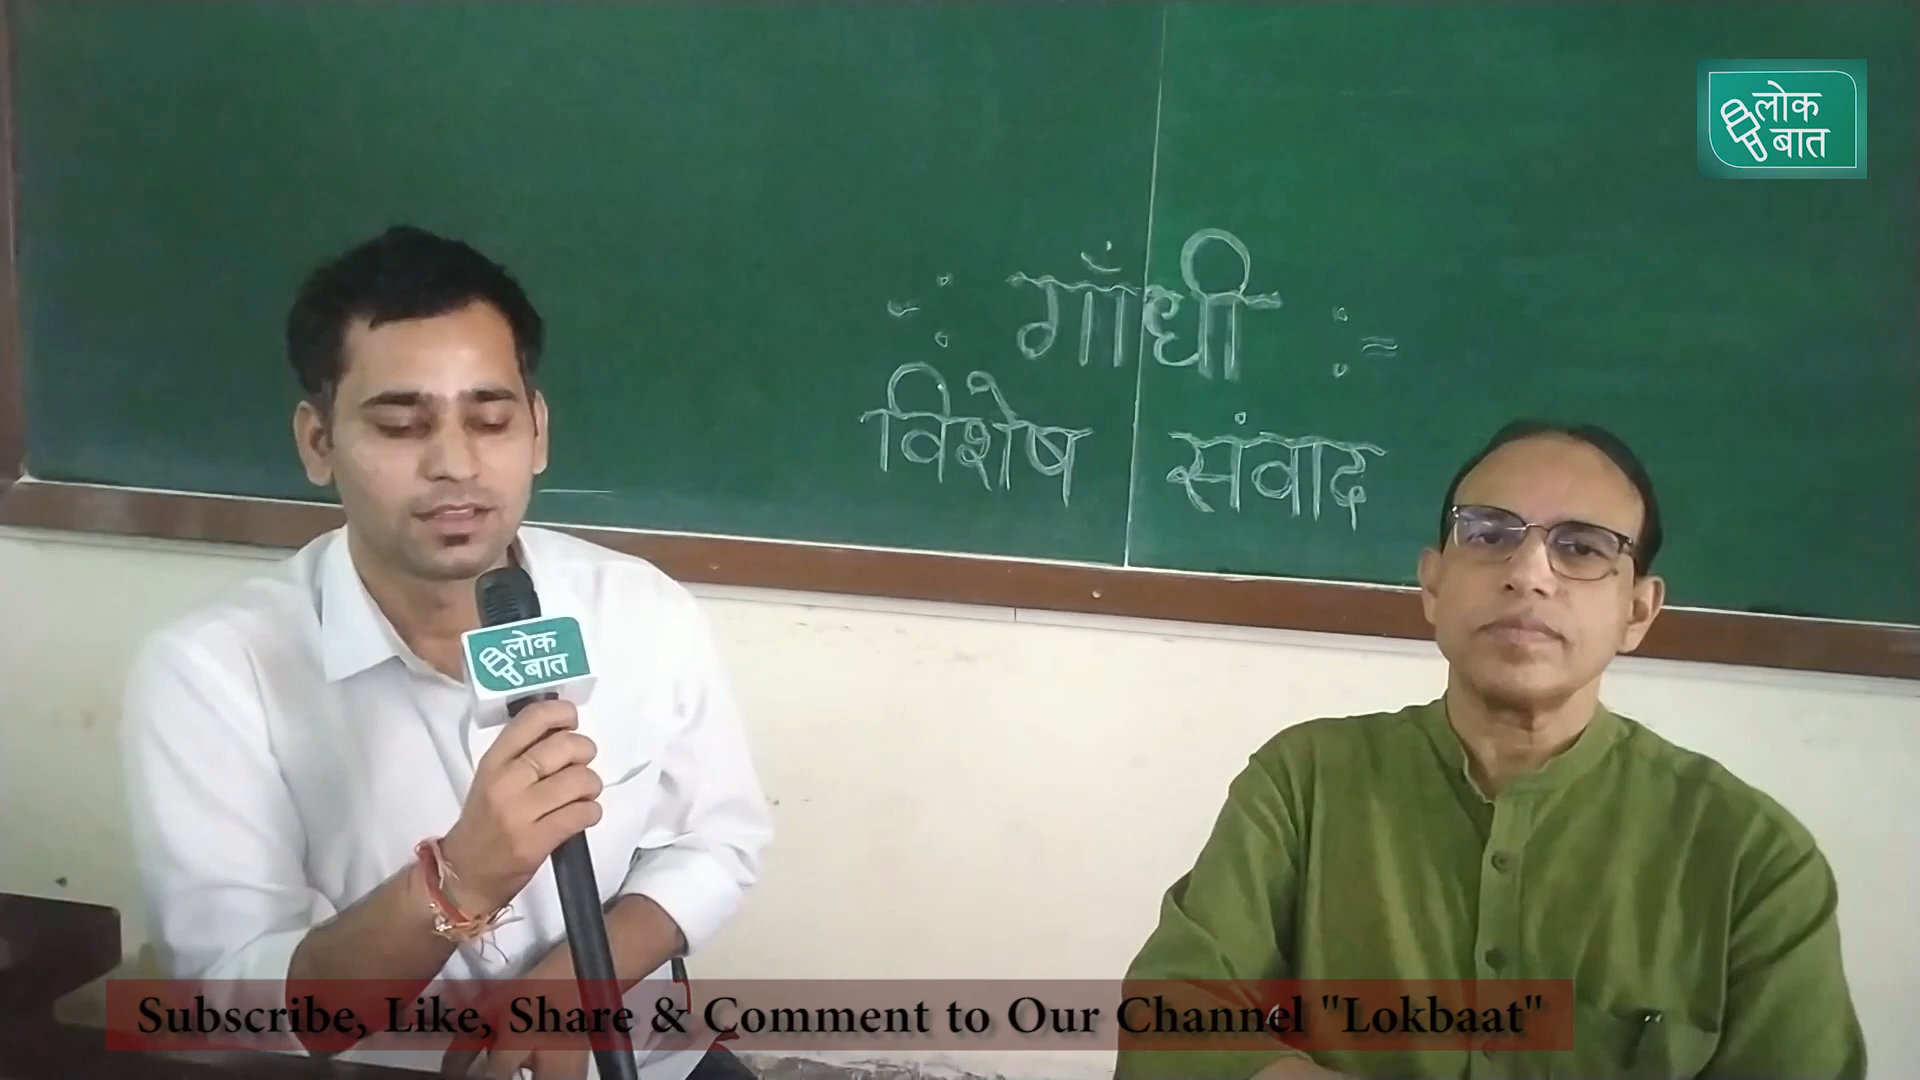 लोक
बात
-: गाँधी :=
विशेष संवाद
लोक
बात
Subscribe, Like, Share & Comment to Our Channel "Lokbaat"